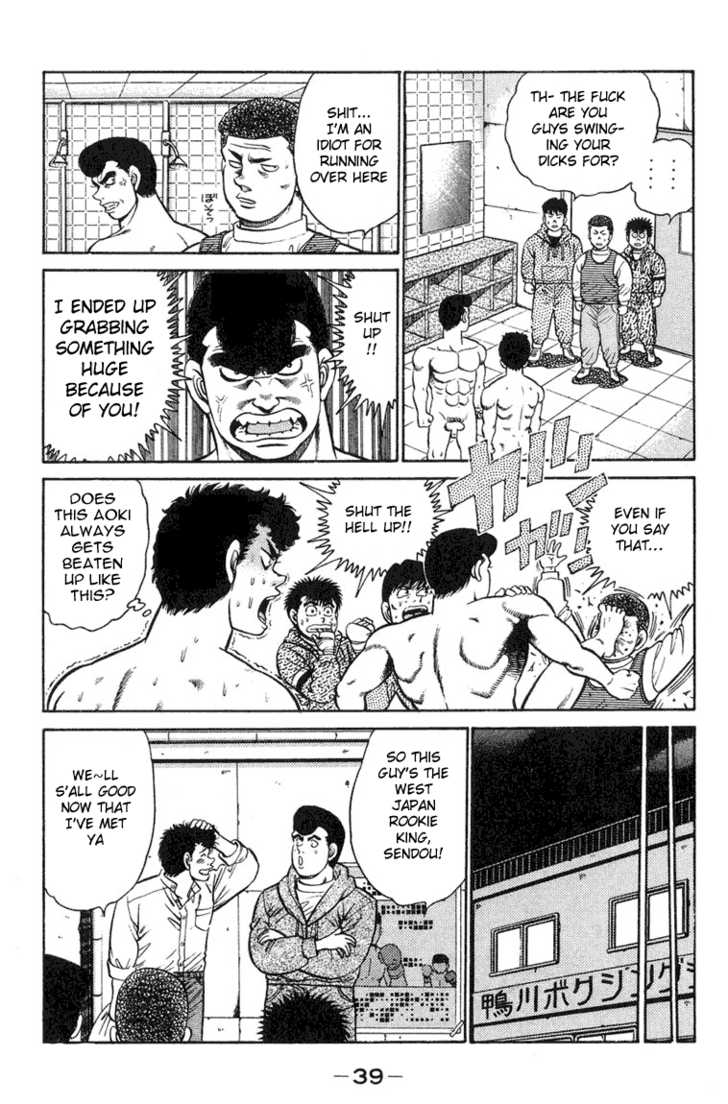 TH- THE FUCK
ARE YOU
GUYS SWING-
ING YOUR
DICKS FOR?
. . . .
SHIT...
I'M AN
IDIOT FOR
RUNNING
OVER HERE
SHUT
UP
!!
I ENDED UP
GRABBING
SOMETHING
HUGE
BECAUSE
OF YOU!
EVEN IF
YOU SAY
THAT...
SHUT THE
HELL UP!!
DOES
THIS AOKI
ALWAYS
GETS
BEATEN
UP LIKE
THIS?
鴨川ボクシングジ
SO THIS
GUY'S THE
WEST
JAPAN
ROOKIE
KING,
SENDOU!
WE~LL
S'ALL GOOD
NOW THAT
I'VE MET
YA
—39—